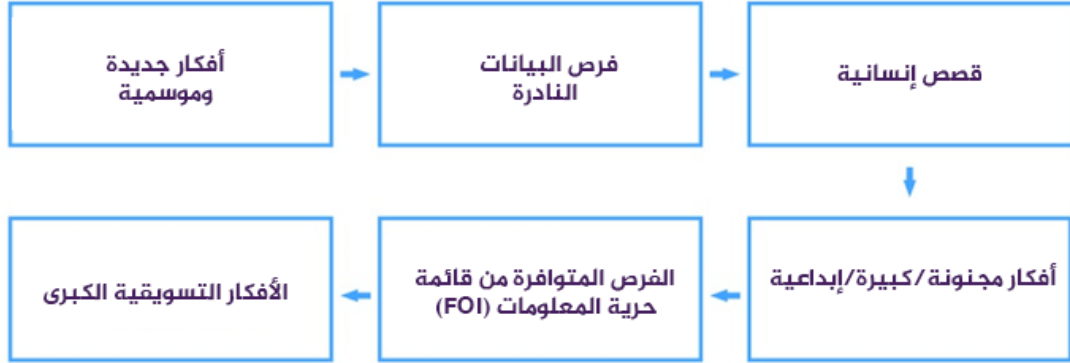 أفكار جديدة
وموسمية
فرص البيانات
النادرة
قصص إنسانية
أفكار مجنونة/كبيرة/إبداعية
الفرص المتوافرة من قائمة
حرية المعلومات (FOI)
الأفكار التسويقية الكبرى